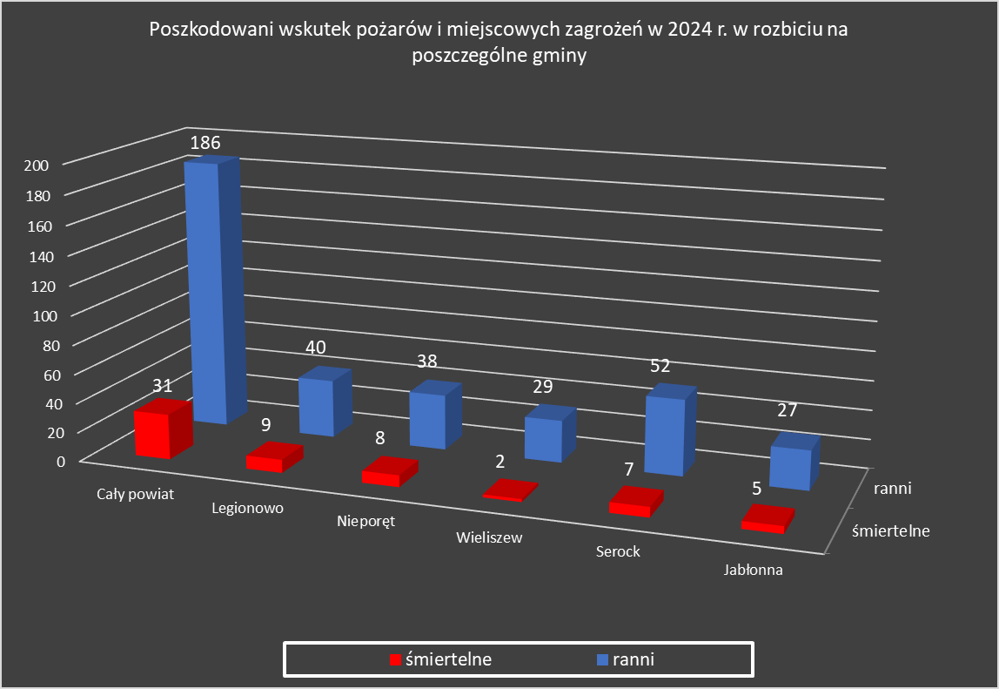 Poszkodowani wskutek pożarów i miejscowych zagrożeń w 2024 r. w rozbiciu na
poszczególne gminy
186
200
180
160
140
120
100
80
60
40
20
0
31
9
40
8
38
2
29
7
52
5
27
Cały powiat
Legionowo
Nieporęt
Wieliszew
Serock
Jabłonna
ranni
śmiertelne
śmiertelne
ranni